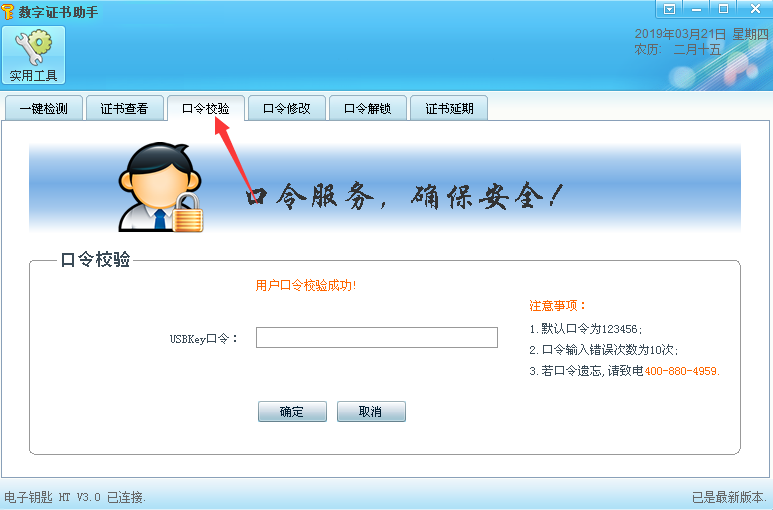 数字证书助手
2019年03月21日 星期四
农历: 二月十五
实用工具
一键检测 证书查看 口令校验 口令修改 口令解锁 证书延期
口令服务，确保安全！
口令校验
用户口令校验成功!
USBKey口令：
确定 取消
注意事项：
1.默认口令为123456;
2.口令输入错误次数为10次;
3.若口令遗忘,请致电400-880-4959.
电子钥匙 HT V3.0 已连接.
已是最新版本.